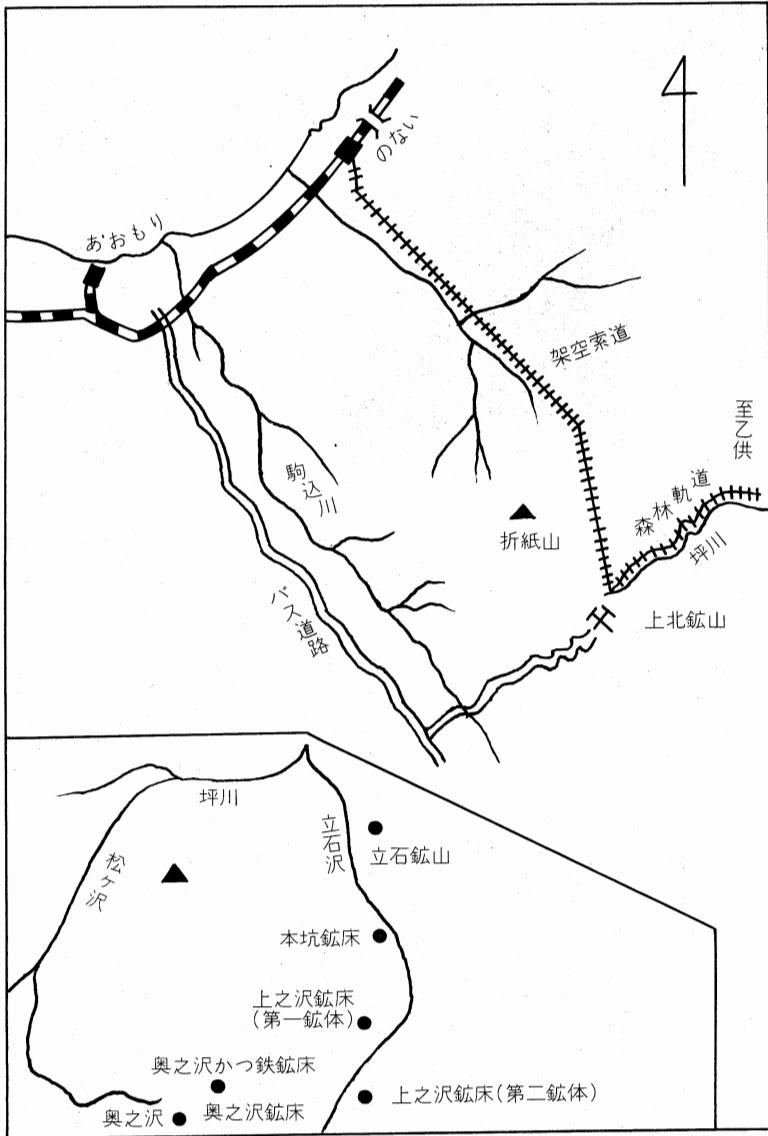 のない
あおもり
架空索道
至乙供
森林軌道
坪川
駒込川
折紙山
上北鉱山
バス道路
坪川
立石沢
松ヶ沢
立石鉱山
本坑鉱床
上之沢鉱床
(第一鉱体)
奥之沢かつ鉄鉱床
上之沢鉱床(第二鉱体)
奥之沢
奥之沢鉱床